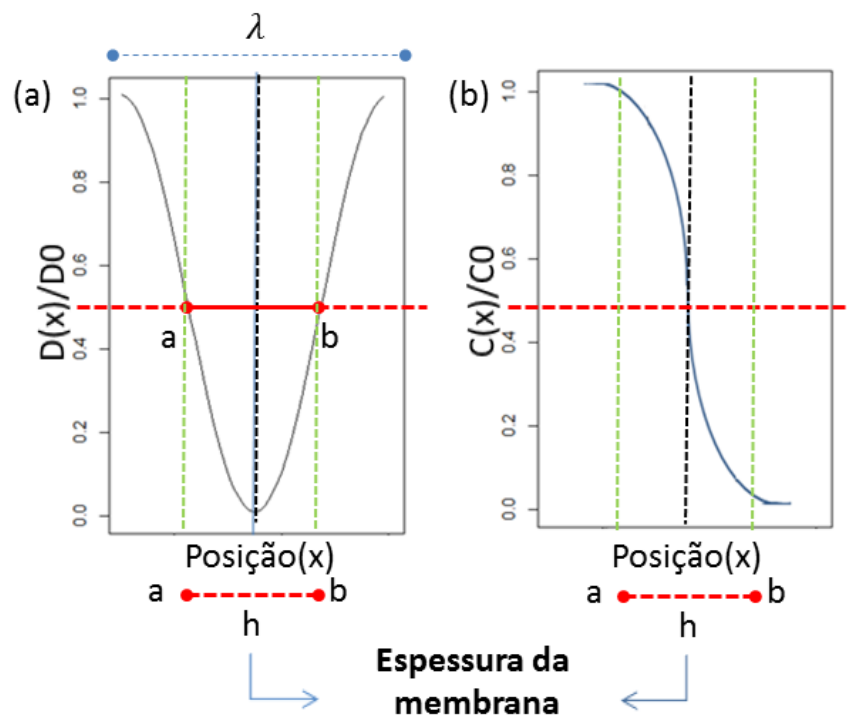 λ
(a)
D(x)/D0
1.0
0.8
0.6
0.4
0.2
0.0
a
b
Posição(x)
a
b
h
(b)
C(x)/C0
1.0
0.8
0.6
0.4
0.2
0.0
Posição(x)
a
b
h
Espessura da
membrana